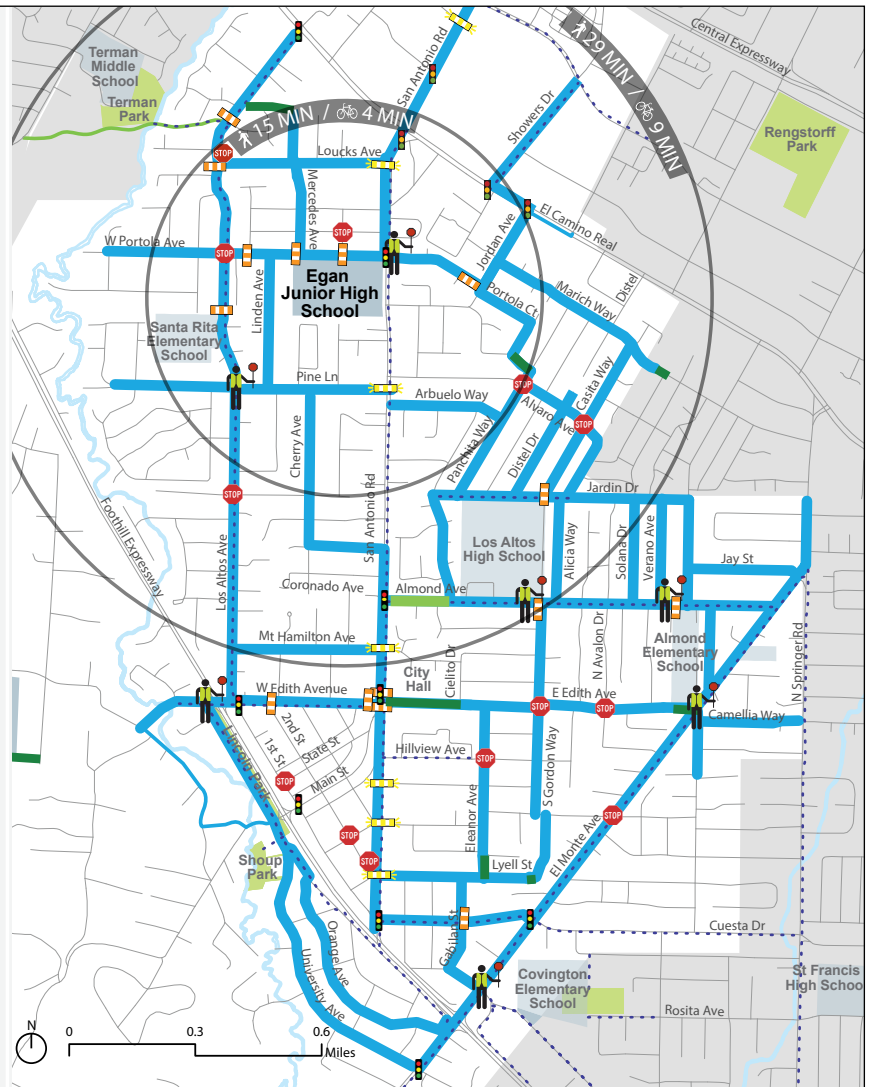 Terman
Middle
School
Terman
Park
San Antonio Rd
Central Expressway
29 MIN / 9 MIN
15 MIN / 4 MIN
Showers Dr
Rengstorff
Park
STOP
Loucks Ave
Mercedes Ave
STOP
El Camino Real
W Portola Ave
STOP
Jordan Ave
Egan
Junior High
School
Linden Ave
Portola Ct
Marich Way
Distel
Santa Rita
Elementary
School
Pine Ln
Arbuelo Way
STOP
Alvaro Ave
Casita Way
STOP
Cherry Ave
Panchita Way
Distel Dr
STOP
San Antonio Rd
Jardin Dr
Foothill Expressway
Los Altos Ave
Los Altos
High School
Alicia Way
Solana Dr
Verano Ave
Jay St
Coronado Ave
Almond Ave
Mt Hamilton Ave
N Avalon Dr
Almond
Elementary
School
N Springer Rd
City
Hall
Cielito Dr
W Edith Avenue
E Edith Ave
STOP
STOP
Camellia Way
2nd St
1st St
State St
Main St
Hillview Ave
STOP
S Gordon Way
Lincoln Park
STOP
Eleanor Ave
El Monte Ave
STOP
STOP
STOP
Shoup
Park
Lyell St
Gabilan St
Cuesta Dr
Orange Ave
University Ave
Covington
Elementary
School
St Francis
High School
Rosita Ave
N
0 0.3 0.6
Miles